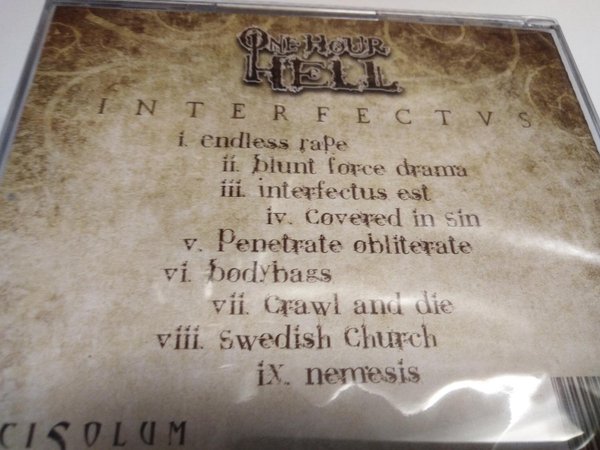 ONE HOUR
HELL
INTERFECTVS
i. endless rape
ii. blunt force drama
iii. interfectus est
iv. Covered in sin
v. Penetrate obliterate
vi. bodybags
vii. Crawl and die
viii. Swedish Church
ix. nemesis
CISOLUM